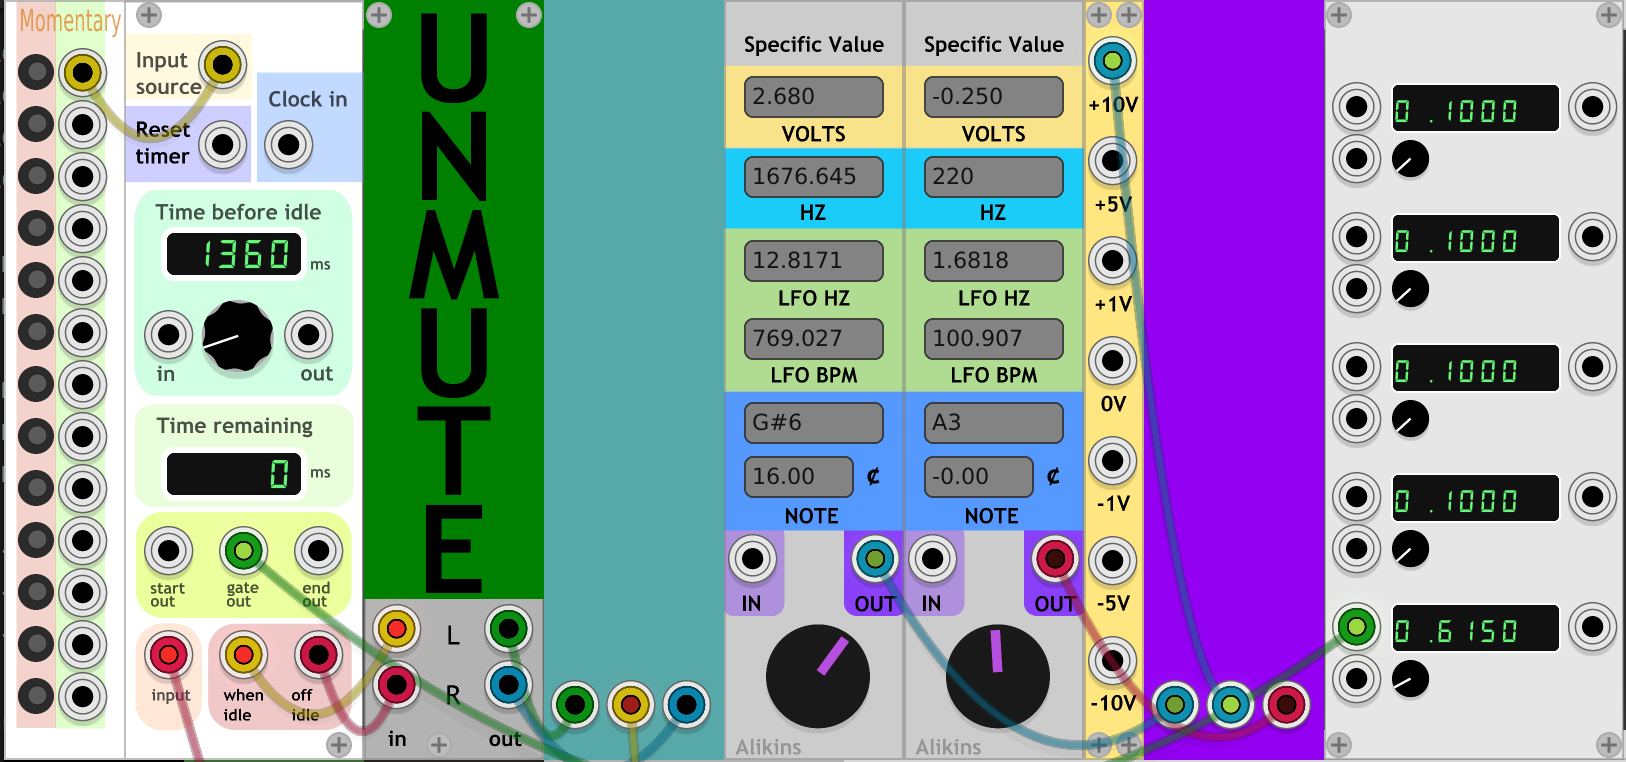 Momentary
Input
source
Clock in
Reset
timer
Time before idle
1360 ms
in
out
Time remaining
0 ms
start
out
gate
out
end
out
input
when
idle
off
idle
UNMUTE
L
R
in
out
Specific Value
2.680
VOLTS
1676.645
HZ
12.8171
LFO HZ
769.027
LFO BPM
G#6
16.00 ¢
NOTE
IN
OUT
Alikins
Specific Value
-0.250
VOLTS
220
HZ
1.6818
LFO HZ
100.907
LFO BPM
A3
-0.00 ¢
NOTE
IN
OUT
Alikins
+10V
+5V
+1V
0V
-1V
-5V
-10V
0.1000
0.1000
0.1000
0.1000
0.6150